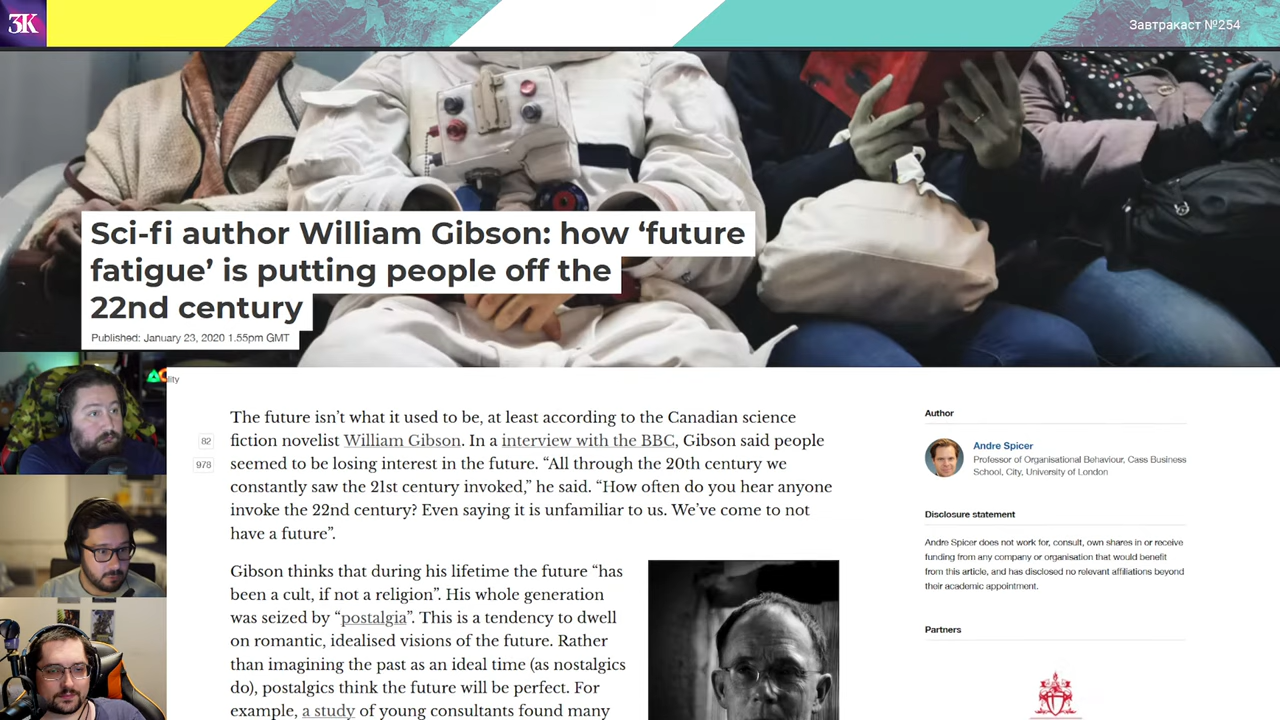 ЗК
Завтракаст №254
Sci-fi author William Gibson: how ‘future
fatigue’ is putting people off the
22nd century
Published: January 23, 2020 1.55pm GMT
lity
The future isn’t what it used to be, at least according to the Canadian science
82
fiction novelist William Gibson. In a interview with the BBC, Gibson said people
978
seemed to be losing interest in the future. “All through the 20th century we
constantly saw the 21st century invoked,” he said. “How often do you hear anyone
invoke the 22nd century? Even saying it is unfamiliar to us. We’ve come to not
have a future”.
Gibson thinks that during his lifetime the future “has
been a cult, if not a religion”. His whole generation
was seized by “postalgia”. This is a tendency to dwell
on romantic, idealised visions of the future. Rather
than imagining the past as an ideal time (as nostalgics
do), postalgics think the future will be perfect. For
example, a study of young consultants found many
Author
Andre Spicer
Professor of Organisational Behaviour, Cass Business
School, City, University of London
Disclosure statement
Andre Spicer does not work for, consult, own shares in or receive
funding from any company or organisation that would benefit
from this article, and has disclosed no relevant affiliations beyond
their academic appointment.
Partners